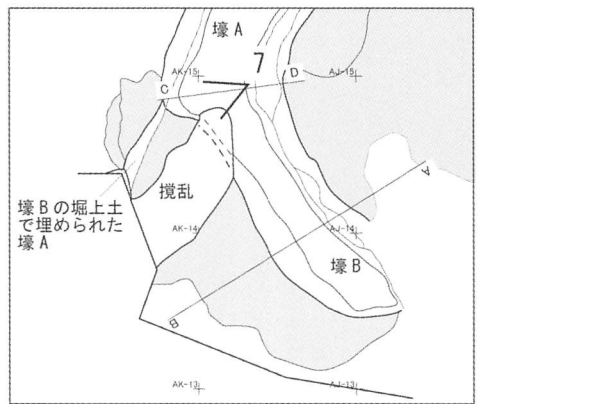 壕A
7
AK-15
AJ-15
C
D
A
撹乱
壕Bの堀上土
で埋められた
壕A
AK-14
AJ-14
壕B
B
AK-13
AJ-13